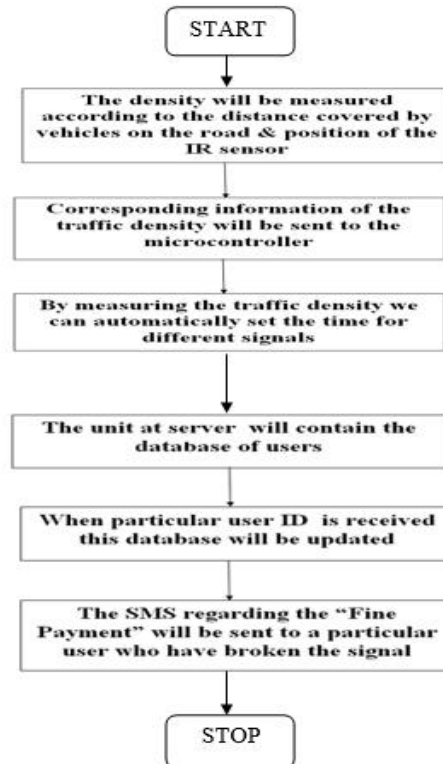 START
The density will be measured
according to the distance covered by
vehicles on the road & position of the
IR sensor
Corresponding information of the
traffic density will be sent to the
microcontroller
By measuring the traffic density we
can automatically set the time for
different signals
The unit at server will contain the
database of users
When particular user ID is received
this database will be updated
The SMS regarding the “Fine
Payment” will be sent to a particular
user who have broken the signal
STOP